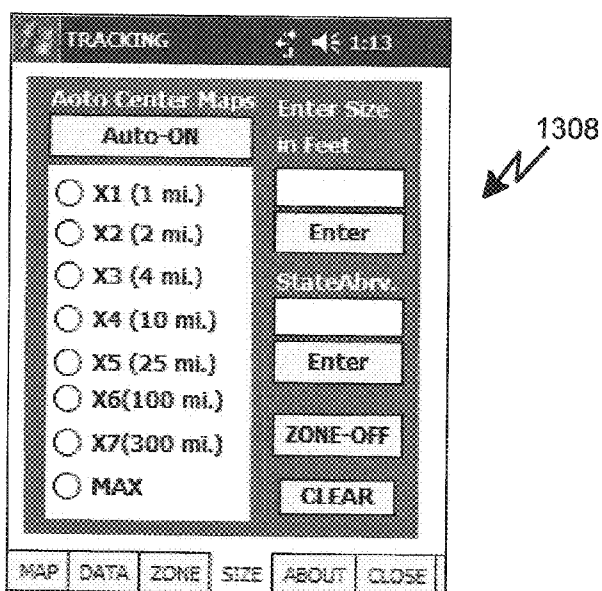 TRACKING 1:13
Aoto Center Maps
Auto-ON
X1 (1 mi.)
X2 (2 mi.)
X3 (4 mi.)
X4 (10 mi.)
X5 (25 mi.)
X6(100 mi.)
X7(300 mi.)
MAX
Enter Size
in Feet
Enter
StateAbrv.
Enter
ZONE-OFF
CLEAR
MAP DATA ZONE SIZE ABOUT CLOSE
1308